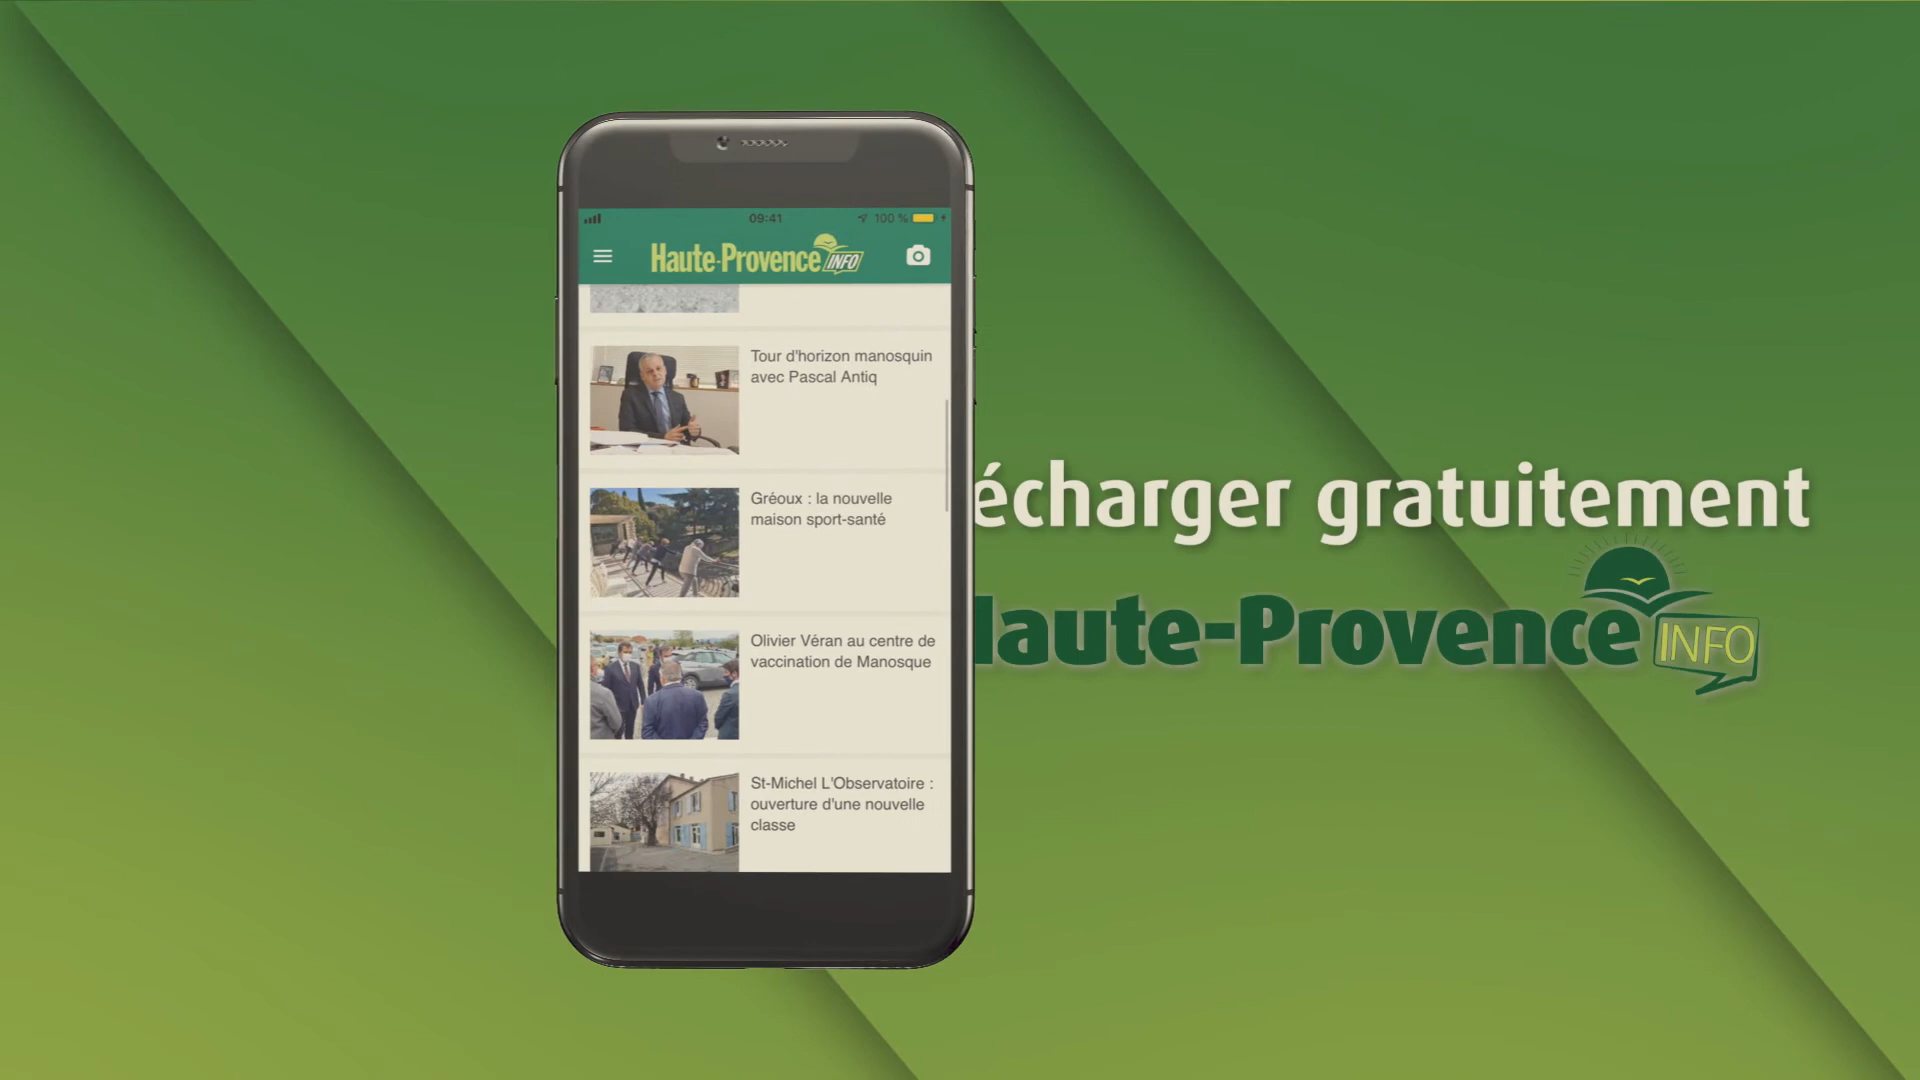 09:41
100 %
Haute-Provence INFO
Tour d'horizon manosquin
avec Pascal Antiq
Gréoux : la nouvelle
maison sport-santé
Olivier Véran au centre de
vaccination de Manosque
St-Michel L'Observatoire :
ouverture d'une nouvelle
classe
écharger gratuitement
Haute-Provence INFO